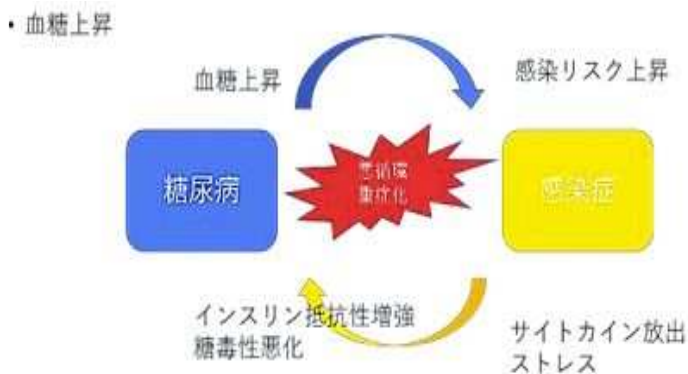 • 血糖上昇
血糖上昇
感染リスク上昇
糖尿病
悪循環
重症化
感染症
インスリン抵抗性増強
糖毒性悪化
サイトカイン放出
ストレス